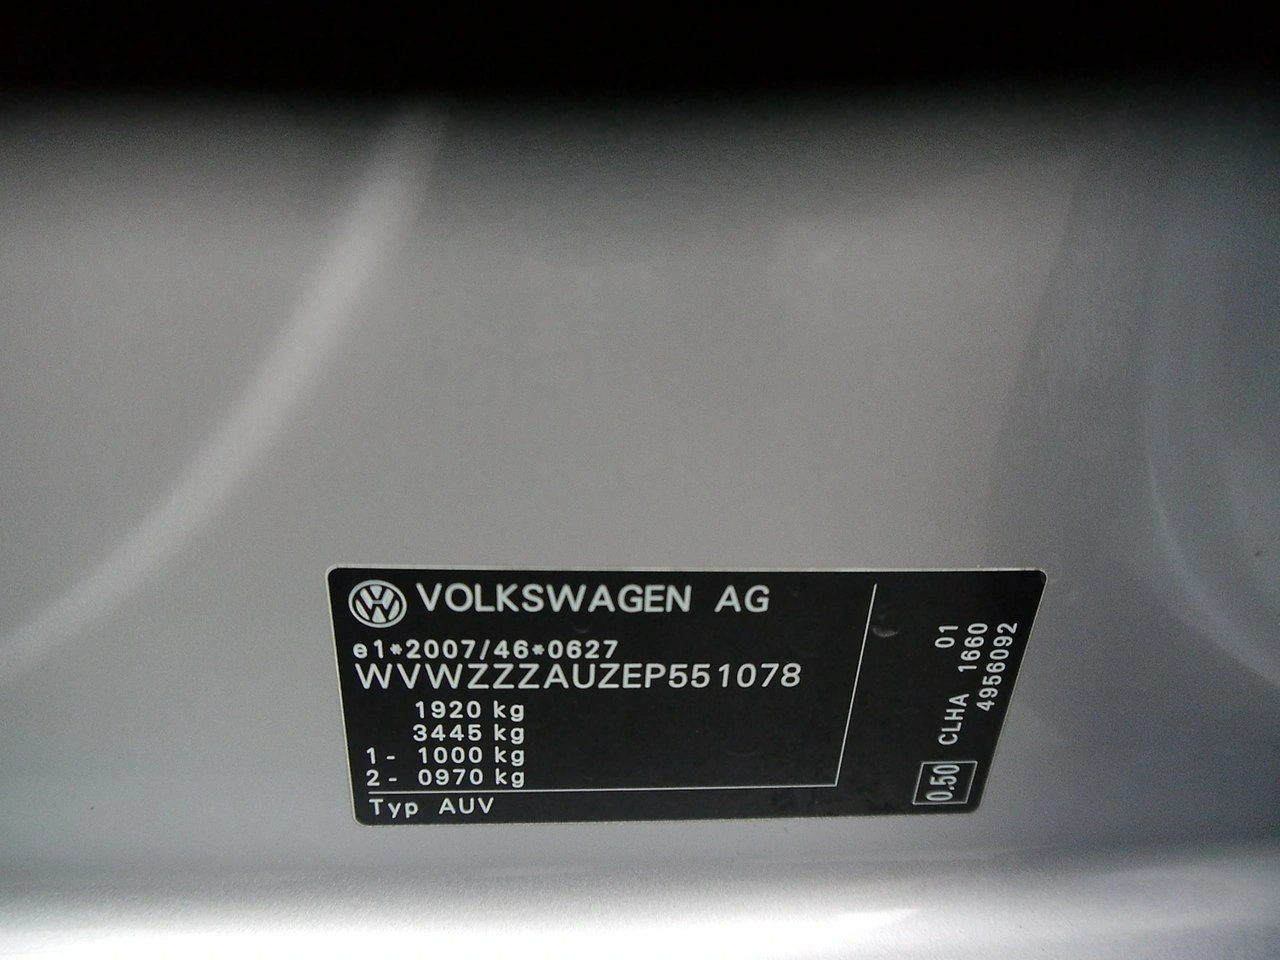 VOLKSWAGEN AG
e1*2007/46*0627
WVWZZZAUZEP551078
1920 kg
3445 kg
1- 1000 kg
2- 0970 kg
Typ AUV
01
CLHA 1660
4956092
0.50